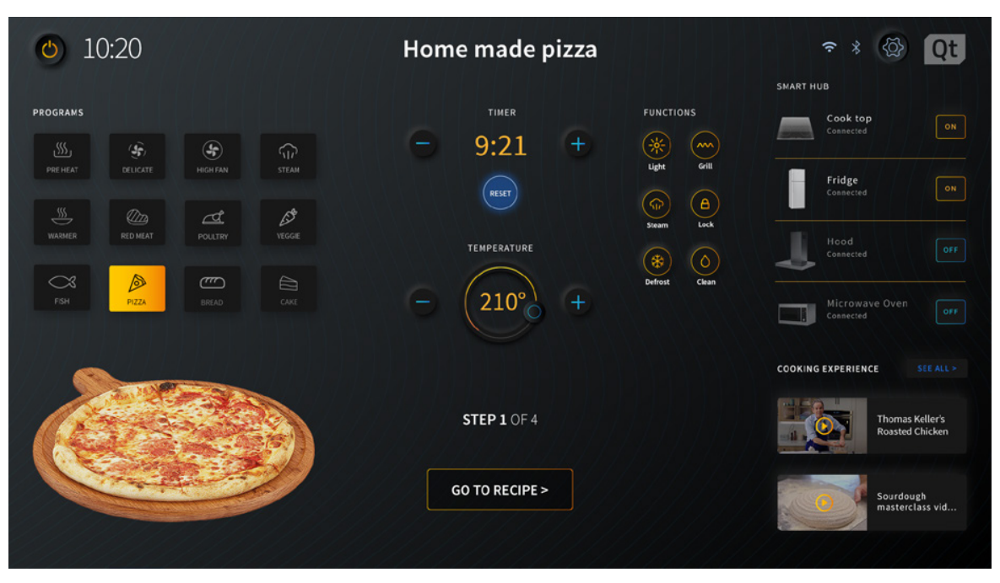 10:20
Home made pizza
Qt
PROGRAMS
PRE HEAT
DELICATE
HIGH FAN
STEAM
WARMER
RED MEAT
POULTRY
VEGGIE
FISH
PIZZA
BREAD
CAKE
TIMER
9:21
RESET
TEMPERATURE
210°
STEP 1 OF 4
GO TO RECIPE >
FUNCTIONS
Light
Grill
Steam
Lock
Defrost
Clean
SMART HUB
Cook top
Connected
ON
Fridge
Connected
ON
Hood
Connected
OFF
Microwave Oven
Connected
OFF
COOKING EXPERIENCE
SEE ALL >
Thomas Keller's
Roasted Chicken
Sourdough
masterclass vid...